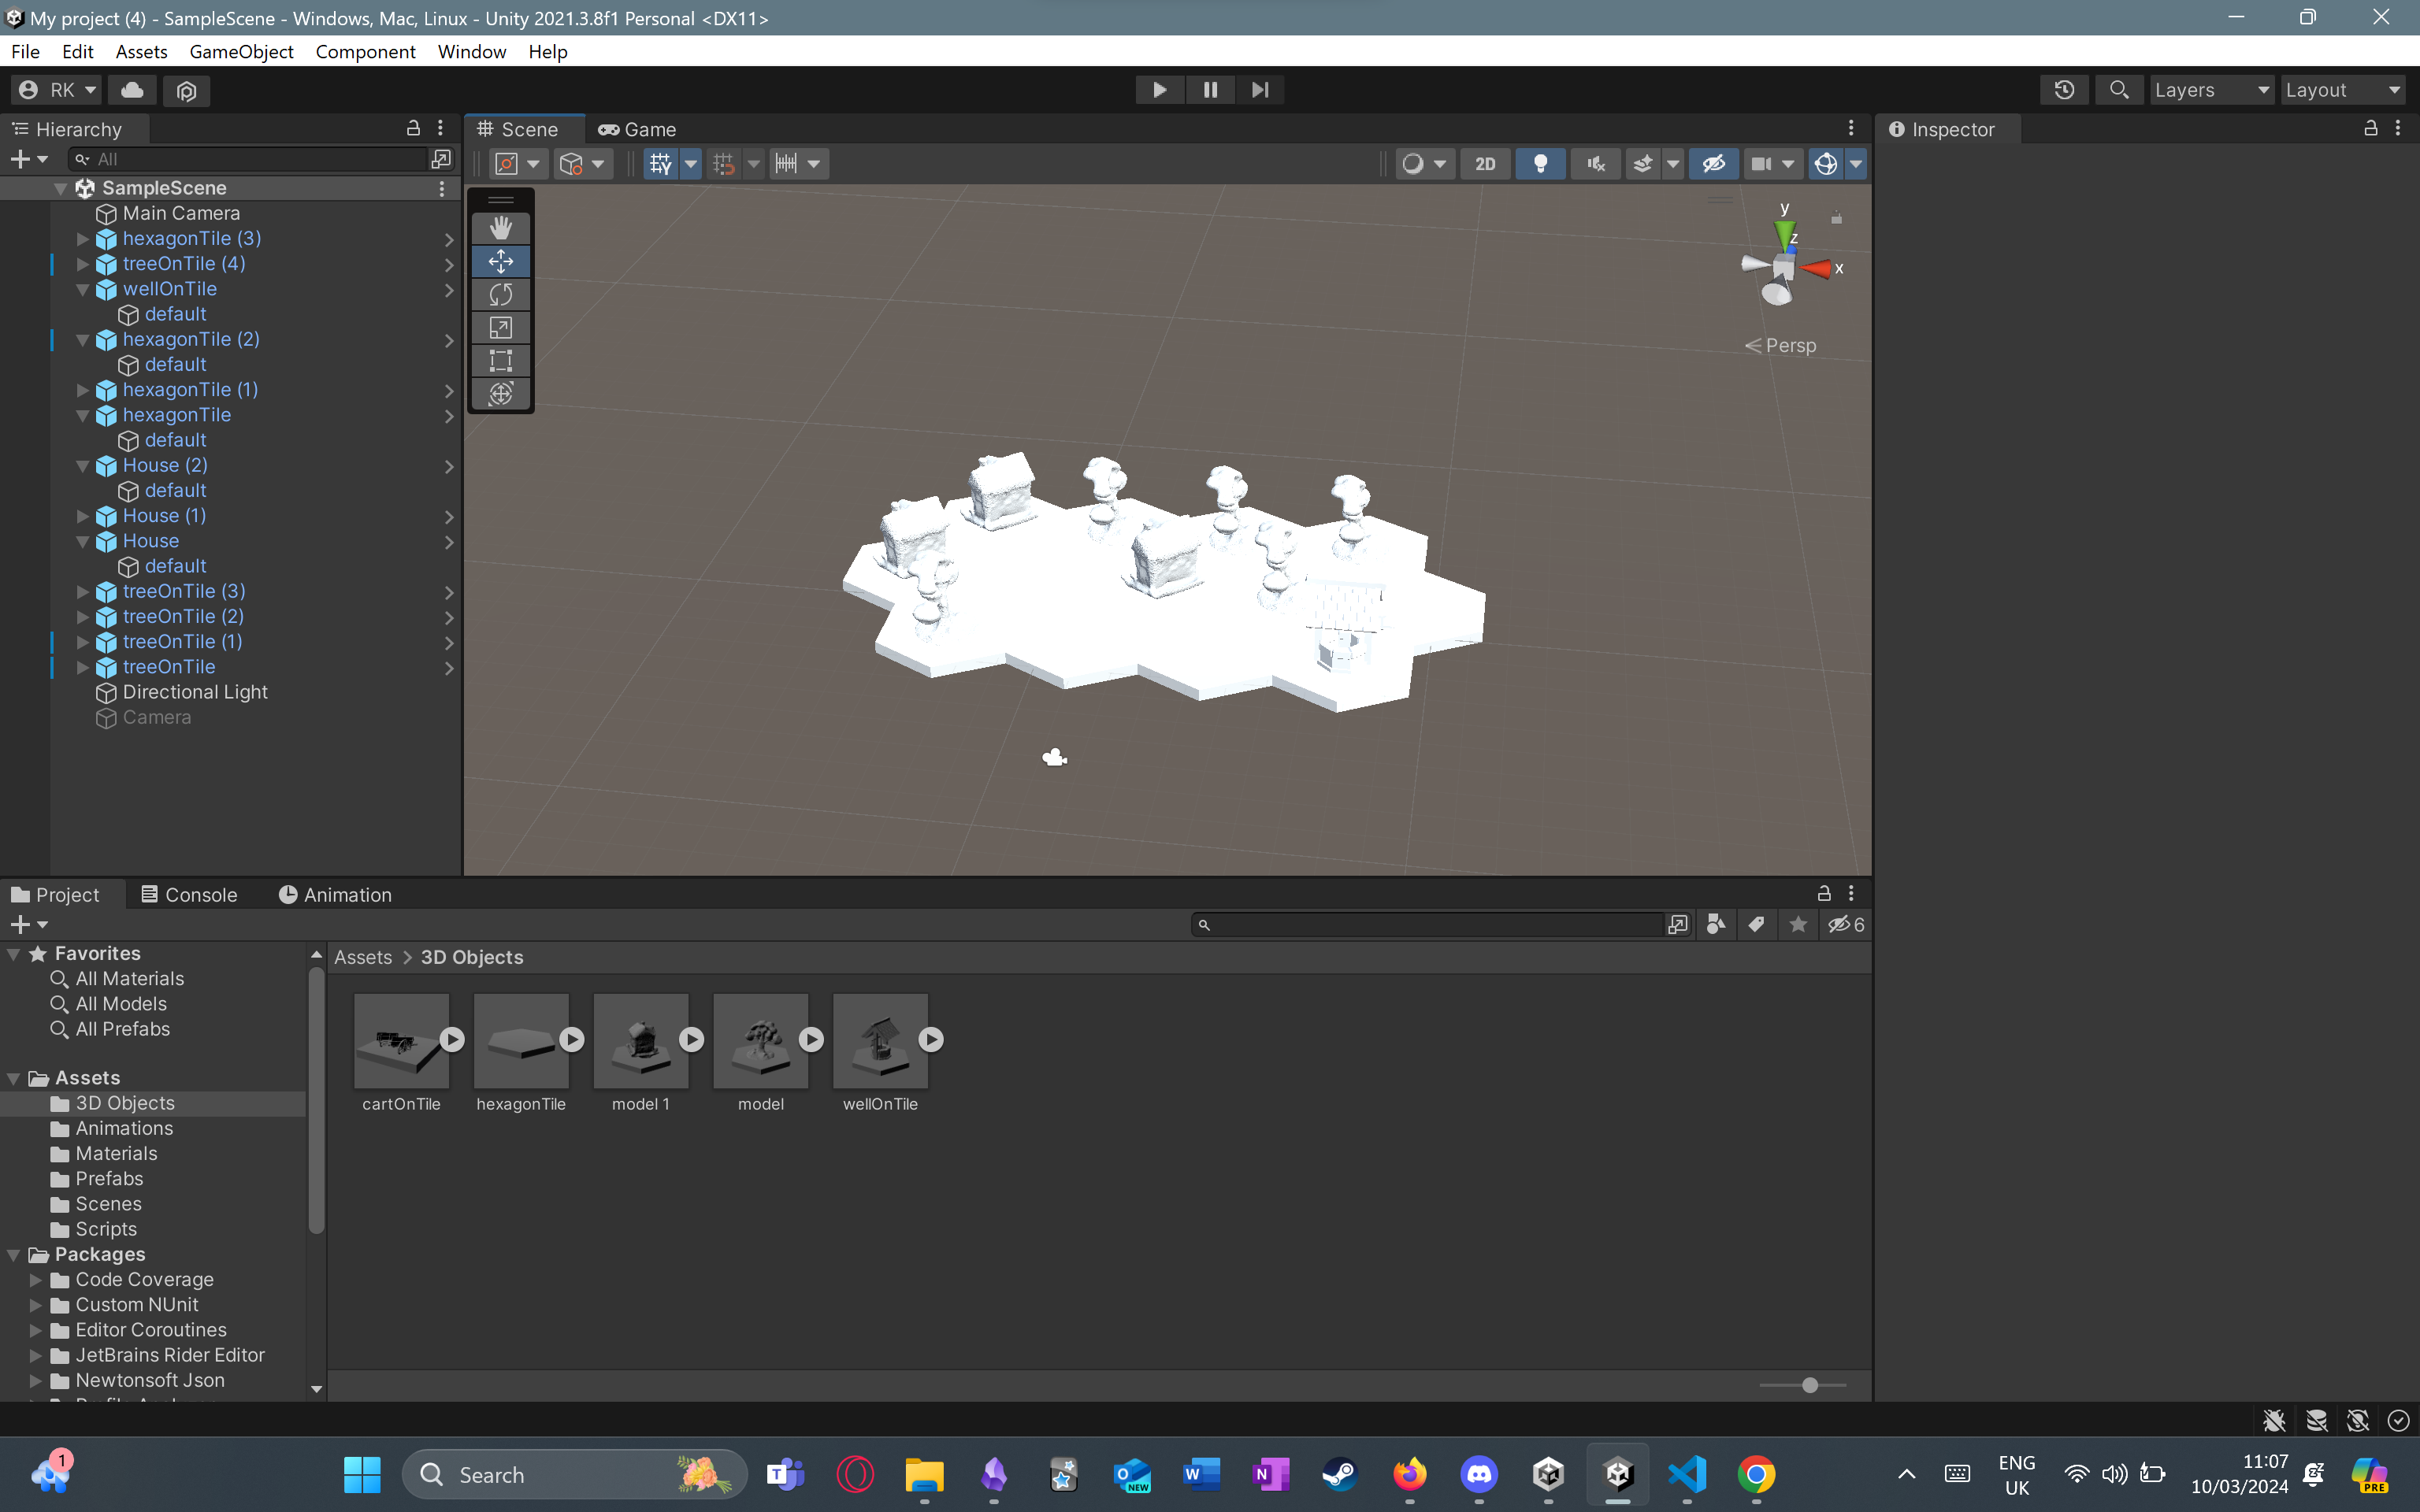 My project (4) - SampleScene - Windows, Mac, Linux - Unity 2021.3.8f1 Personal <DX11>
File Edit Assets GameObject Component Window Help
RK
Layers
Layout
Hierarchy
All
SampleScene
Main Camera
hexagonTile (3)
treeOnTile (4)
wellOnTile
default
hexagonTile (2)
default
hexagonTile (1)
hexagonTile
default
House (2)
default
House (1)
House
default
treeOnTile (3)
treeOnTile (2)
treeOnTile (1)
treeOnTile
Directional Light
Camera
Scene Game
2D
y
z
x
Persp
Inspector
Project Console Animation
6
Favorites
All Materials
All Models
All Prefabs
Assets
3D Objects
Animations
Materials
Prefabs
Scenes
Scripts
Packages
Code Coverage
Custom NUnit
Editor Coroutines
JetBrains Rider Editor
Newtonsoft Json
Assets > 3D Objects
cartOnTile hexagonTile model 1 model wellOnTile
1
Search
T
O
NEW
W
N
ENG
UK
11:07
10/03/2024
PRE